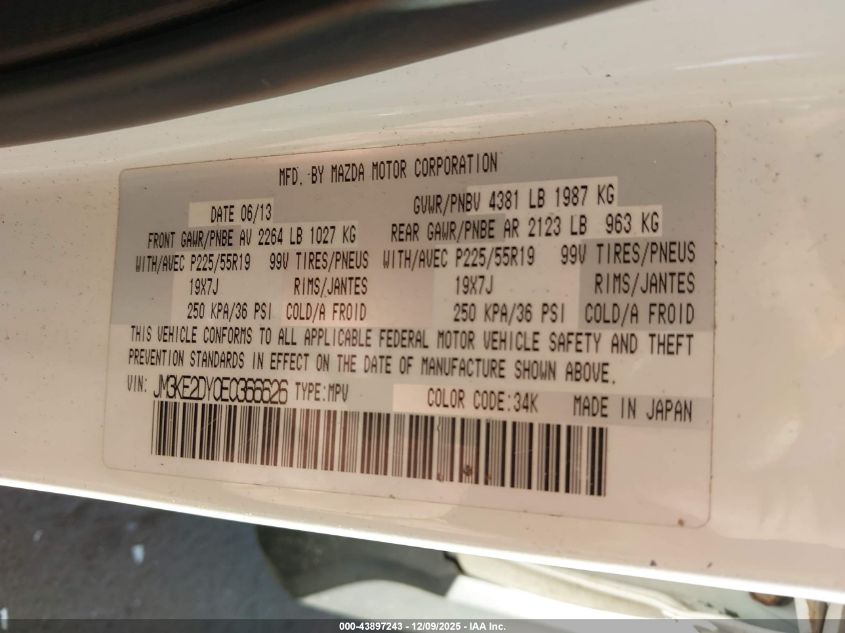 MFD. BY MAZDA MOTOR CORPORATION
DATE 06/13 GVWR/PNBV 4381 LB 1987 KG
FRONT GAWR/PNBE AV 2264 LB 1027 KG REAR GAWR/PNBE AR 2123 LB 963 KG
WITH/AVEC P225/55R19 99V TIRES/PNEUS WITH/AVEC P225/55R19 99V TIRES/PNEUS
19X7J RIMS/JANTES 19X7J RIMS/JANTES
250 KPA/36 PSI COLD/A FROID 250 KPA/36 PSI COLD/A FROID
THIS VEHICLE CONFORMS TO ALL APPLICABLE FEDERAL MOTOR VEHICLE SAFETY AND THEFT
PREVENTION STANDARDS IN EFFECT ON THE DATE OF MANUFACTURE SHOWN ABOVE.
VIN: JM3KE2DY0E0366626 TYPE:MPV COLOR CODE:34K MADE IN JAPAN
000-43897243 - 12/09/2025 - IAA Inc.